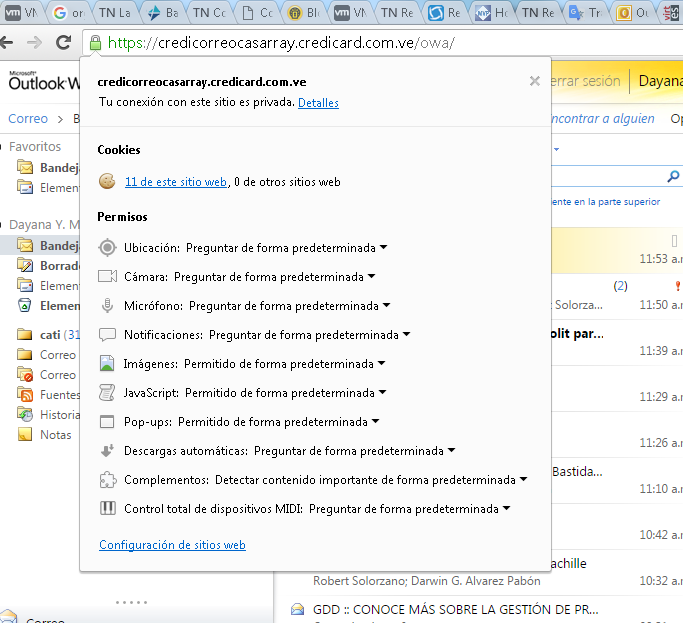 VM
or
TN La
Ba
TN Co
Co
Blo
VM
TN Re
Re
Ho
TN Re
Tr
Ou
https://credicorreocasarray.credicard.com.ve/owa/
credicorreocasarray.credicard.com.ve
Tu conexión con este sitio es privada. Detalles
Cookies
11 de este sitio web, 0 de otros sitios web
Permisos
Ubicación: Preguntar de forma predeterminada
Cámara: Preguntar de forma predeterminada
Micrófono: Preguntar de forma predeterminada
Notificaciones: Preguntar de forma predeterminada
Imágenes: Permitido de forma predeterminada
JavaScript: Permitido de forma predeterminada
Pop-ups: Permitido de forma predeterminada
Descargas automáticas: Preguntar de forma predeterminada
Complementos: Detectar contenido importante de forma predeterminada
Control total de dispositivos MIDI: Preguntar de forma predeterminada
Configuración de sitios web
Microsoft®
Outlook W
Correo > B
Favoritos
Bandej
Elemen
Dayana Y. M
Bandej
Borrado
Elemen
Elemen
cati (31
Correo
Correo
Fuentes
Historia
Notas
Correo
errar sesión Dayana
ncontrar a alguien Op
ente en la parte superior
11:53 a.
(2)
Solorza... 11:50 a.
olit par...
11:39 a.
11:29 a.
11:26 a.
Bastida...
11:10 a.
10:42 a.
achille
Robert Solorzano; Darwin G. Alvarez Pabón 10:32 a.
GDD :: CONOCE MÁS SOBRE LA GESTIÓN DE PR...